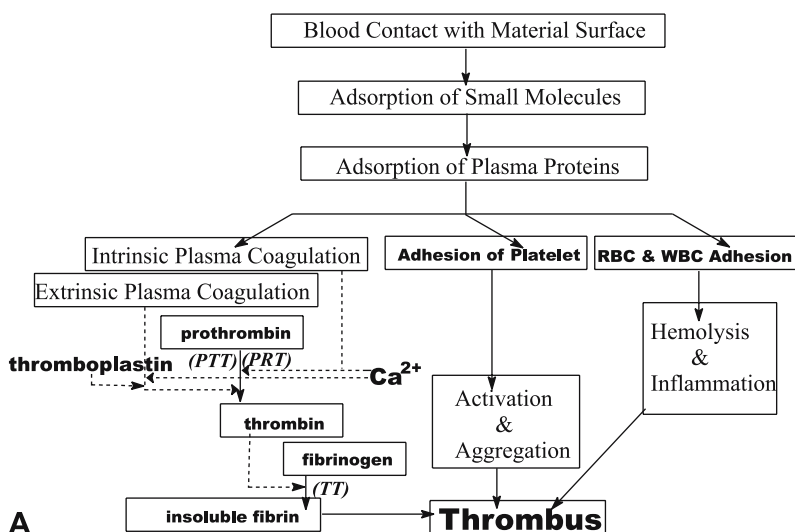 Blood Contact with Material Surface
Adsorption of Small Molecules
Adsorption of Plasma Proteins
Intrinsic Plasma Coagulation
Adhesion of Platelet
RBC & WBC Adhesion
Extrinsic Plasma Coagulation
prothrombin
Hemolysis
&
Inflammation
thromboplastin
(PTT)
(PRT)
Ca2+
thrombin
Activation
&
Aggregation
fibrinogen
(TT)
insoluble fibrin
Thrombus
A